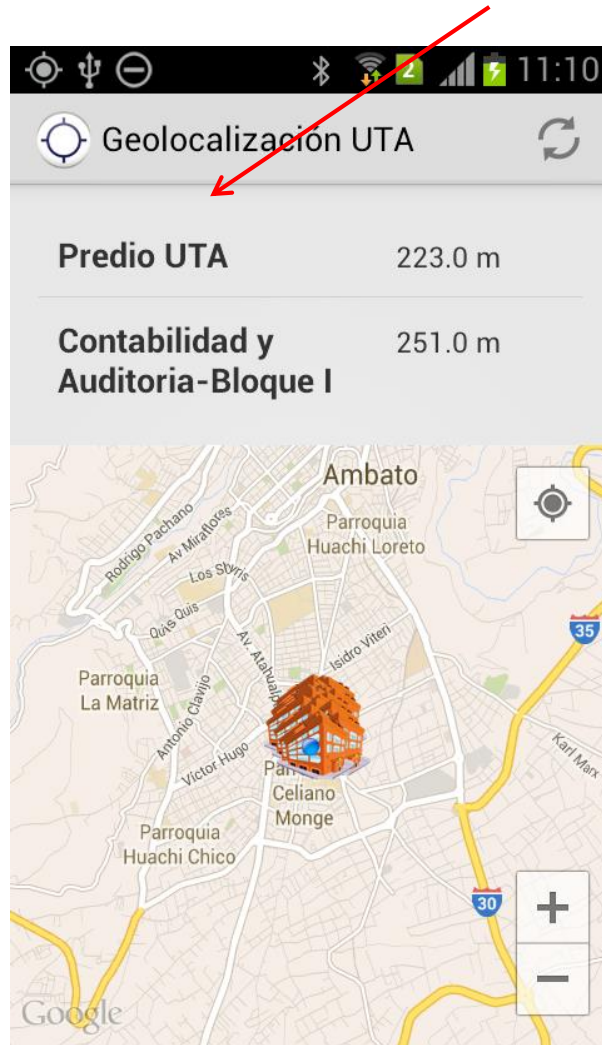 2
11:10
Geolocalización UTA
Predio UTA 223.0 m
Contabilidad y 251.0 m
Auditoria-Bloque I
Ambato
Rodrigo Pachano
Av Miraflores
Parroquia
Huachi Loreto
Los
Quis Quis
35
Av. Atahualp
Isidro Viteri
Parroquia
La Matriz
Antonio Clavijo
Karl Marx
Victor Hugo
Celiano
Monge
Parroquia
Huachi Chico
30
+
−
Google